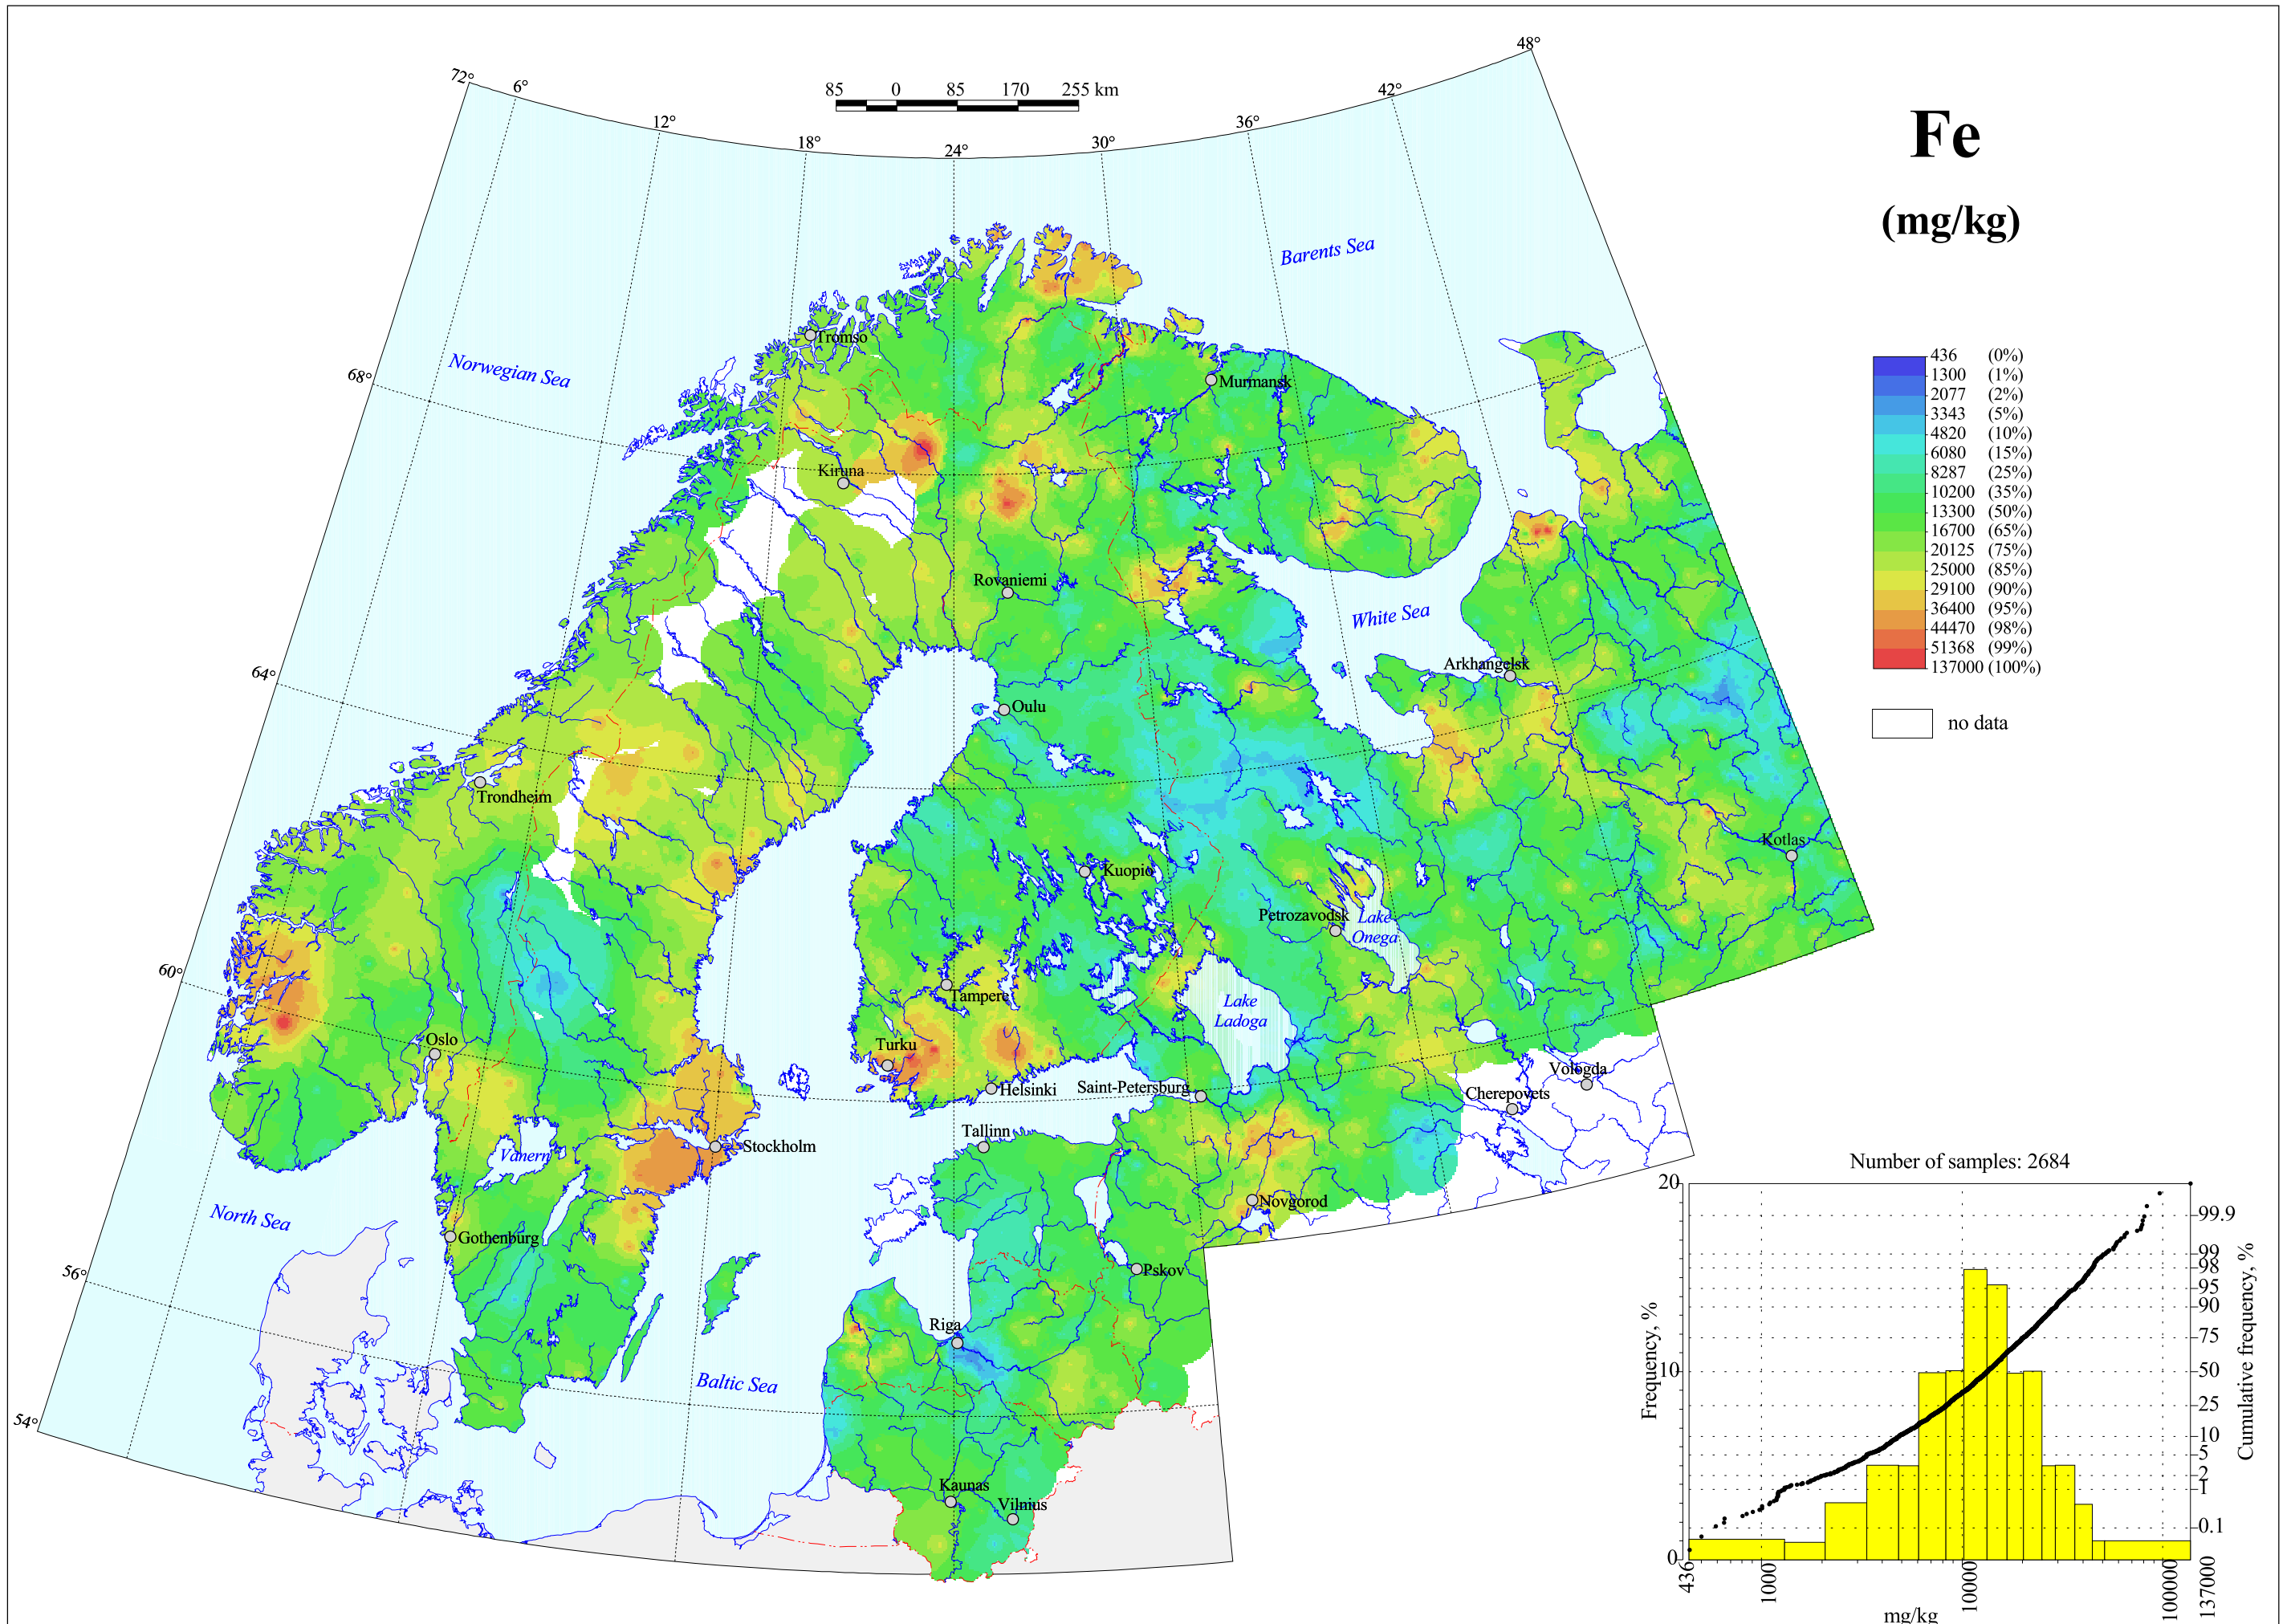 Fe
(mg/kg)
85 0 85 170 255 km
72° 6° 12° 18° 24° 30° 36° 42° 48°
68°
64°
60°
56°
54°
Barents Sea
Norwegian Sea
Tromso
Murmansk
Kiruna
Rovaniemi
White Sea
Arkhangelsk
Oulu
Trondheim
Kotlas
Kuopio
Petrozavodsk
Lake
Onega
Tampere
Lake
Ladoga
Oslo
Turku
Helsinki
Saint-Petersburg
Vologda
Cherepovets
Tallinn
Stockholm
Vanern
Novgorod
North Sea
Gothenburg
Pskov
Riga
Baltic Sea
Kaunas
Vilnius
436 (0%)
1300 (1%)
2077 (2%)
3343 (5%)
4820 (10%)
6080 (15%)
8287 (25%)
10200 (35%)
13300 (50%)
16700 (65%)
20125 (75%)
25000 (85%)
29100 (90%)
36400 (95%)
44470 (98%)
51368 (99%)
137000 (100%)
no data
Number of samples: 2684
Frequency, %
20
10
0
99.9
99
98
95
90
75
50
25
10
5
2
1
0.1
Cumulative frequency, %
436 1000 10000 100000 137000
mg/kg